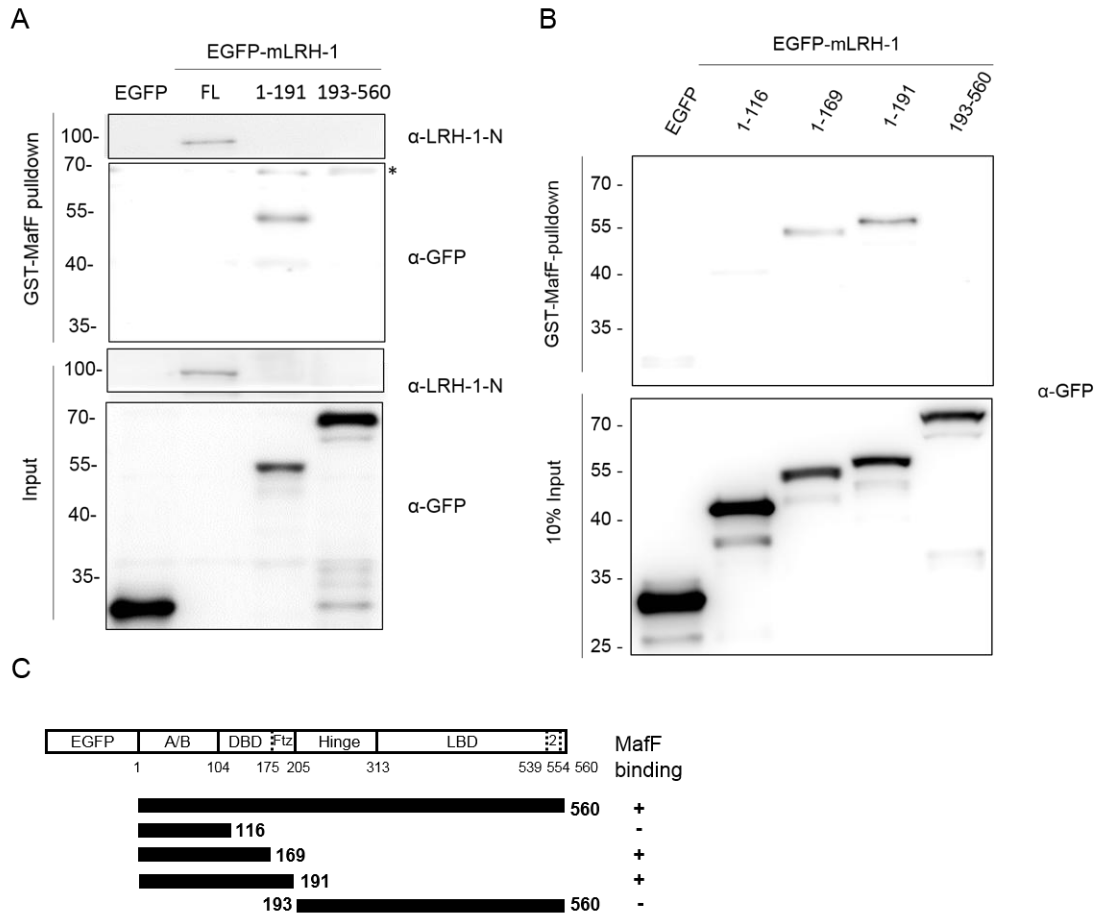 A
EGFP-mLRH-1
EGFP FL 1-191 193-560
GST-MafF pulldown
100-
α-LRH-1-N
70-
*
55-
40-
α-GFP
35-
Input
100-
α-LRH-1-N
70-
55-
40-
α-GFP
35-
B
EGFP-mLRH-1
EGFP 1-116 1-169 1-191 193-560
GST-MafF-pulldown
70 -
55 -
40 -
35 -
α-GFP
10% Input
70 -
55 -
40 -
35 -
25 -
C
EGFP A/B DBD Ftz Hinge LBD 2
1 104 175 205 313 539 554 560
MafF
binding
560 +
116 -
169 +
191 +
193 560 -